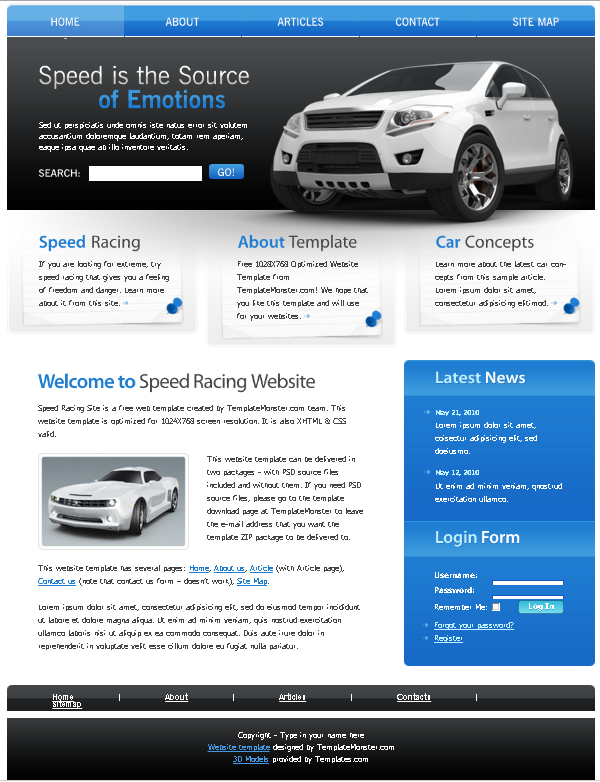 HOME ABOUT ARTICLES CONTACT SITE MAP
Speed is the Source
of Emotions
Sed ut perspiciatis unde omnis iste natus error sit volutem
accusantium doloremque laudantium, totam rem aperiam,
eaque ipsa quae ab illo inventore veritatis.
SEARCH: GO!
Speed Racing
If you are looking for extreme, try
speed racing that gives you a feeling
of freedom and danger. Learn more
about it from this site.
About Template
Free 1028X768 Optimized Website
Template from
TemplateMonster.com! We hope that
you like this template and will use
for your websites.
Car Concepts
Learn more about the latest car con-
cepts from this sample article.
Lorem ipsum dolor sit amet,
consectetur adipisicing elitmod.
Welcome to Speed Racing Website
Speed Racing Site is a free web template created by TemplateMonster.com team. This
website template is optimized for 1024X768 screen resolution. It is also XHTML & CSS
valid.
This website template can be delivered in
two packages - with PSD source files
included and without them. If you need PSD
source files, please go to the template
download page at TemplateMonster to leave
the e-mail address that you want the
template ZIP package to be delivered to.
This website template has several pages: Home, About us, Article (with Article page),
Contact us (note that contact us form - doesn't work), Site Map.
Lorem ipsum dolor sit amet, consectetur adipisicing elit, sed do eiusmod tempor incididunt
ut labore et dolore magna aliqua. Ut enim ad minim veniam, quis nostrud exercitation
ullamco laboris nisi ut aliquip ex ea commodo consequat. Duis aute irure dolor in
reprehenderit in voluptate velit esse cillum dolore eu fugiat nulla pariatur.
Latest News
May 21, 2010
Lorem ipsum dolor sit amet,
coisectur adipisicing elit, sed
doeiusmo.
May 12, 2010
Ut enim ad minim veniam, qnostrud
exercitation ullamco.
Login Form
Username:
Password:
Remember Me: Log In
Forgot your password?
Register
Home About Articles Contacts
Sitemap
Copyright - Type in your name here
Website template designed by TemplateMonster.com
3D Models provided by Templates.com